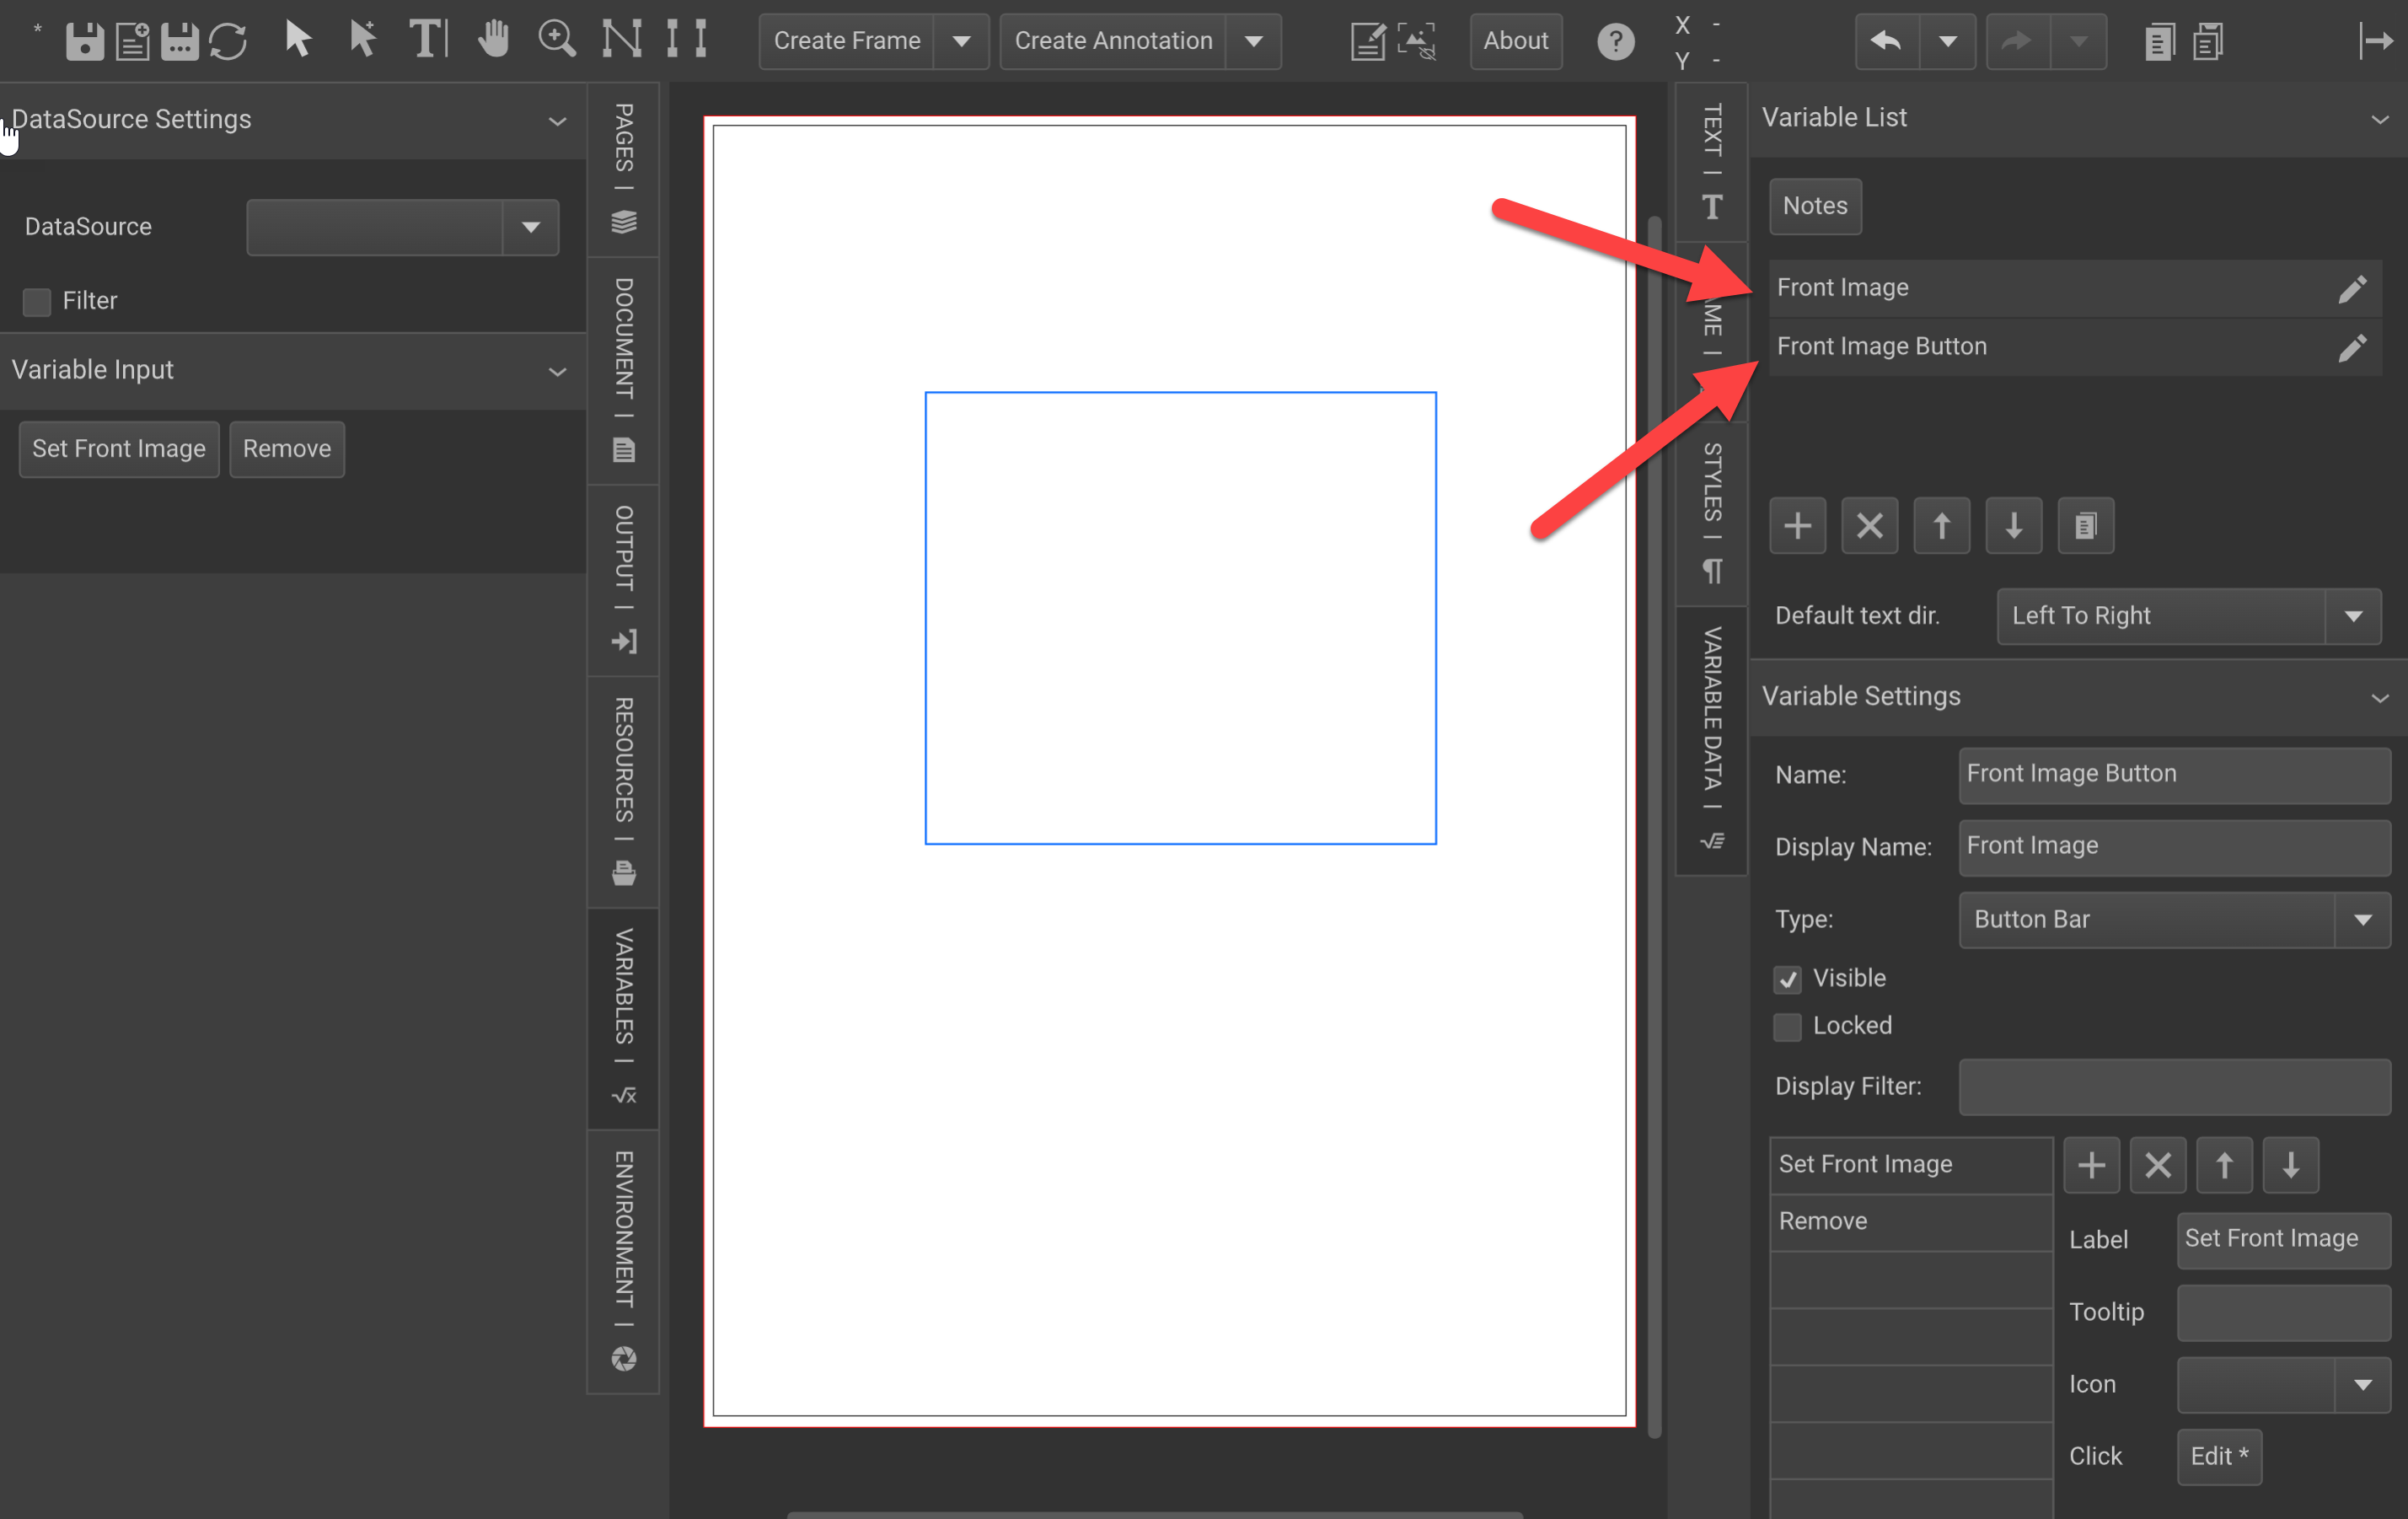 *
Create Frame
Create Annotation
About
?
X -
Y -
DataSource Settings
DataSource
Filter
Variable Input
Set Front Image
Remove
PAGES |
DOCUMENT |
OUTPUT |
RESOURCES |
VARIABLES |
ENVIRONMENT |
TEXT |
ME |
STYLES |
VARIABLE DATA |
Variable List
Notes
Front Image
Front Image Button
Default text dir.
Left To Right
Variable Settings
Name:
Front Image Button
Display Name:
Front Image
Type:
Button Bar
Visible
Locked
Display Filter:
Set Front Image
Remove
Label
Set Front Image
Tooltip
Icon
Click
Edit *